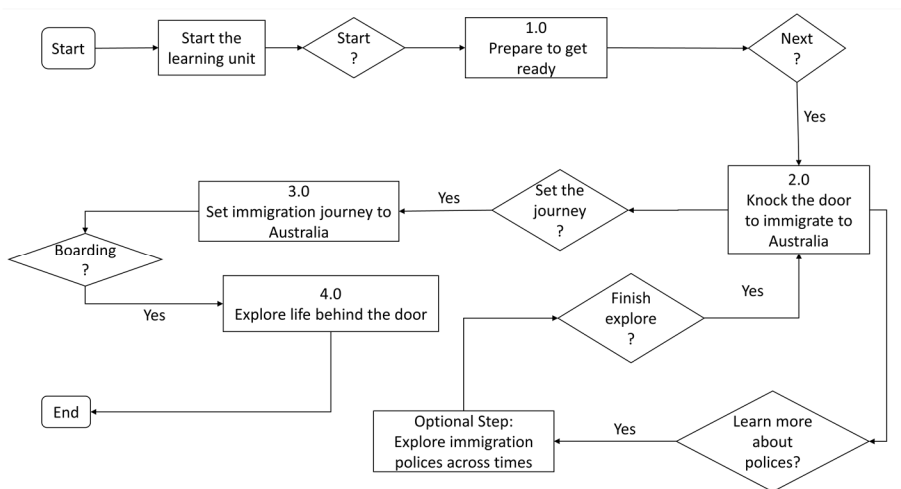 Start
Start the
learning unit
Start
?
1.0
Prepare to get
ready
Next
?
Yes
2.0
Knock the door
to immigrate to
Australia
Set the
journey
?
Yes
3.0
Set immigration journey to
Australia
Boarding
?
Yes
4.0
Explore life behind the door
Finish
explore
?
Yes
End
Optional Step:
Explore immigration
polices across times
Yes
Learn more
about
polices?